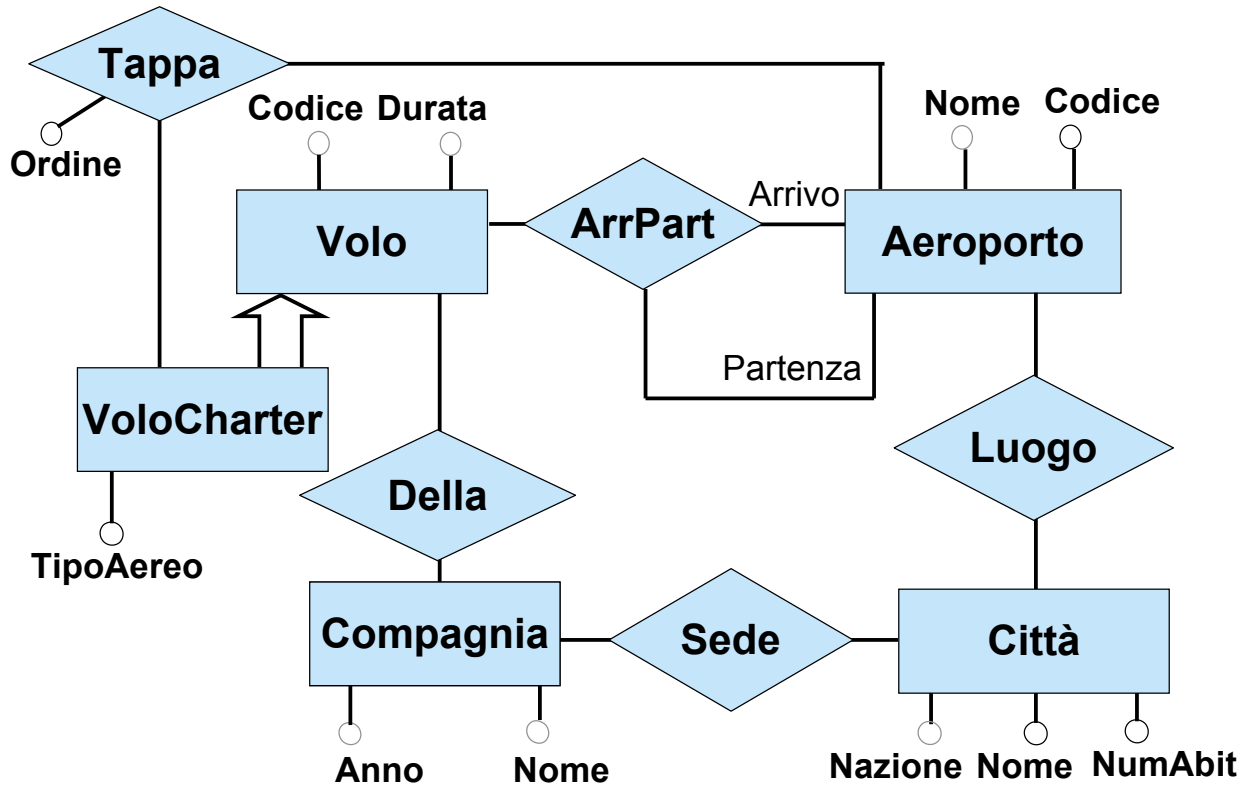 Tappa
Ordine
Codice
Durata
Nome
Codice
Volo
ArrPart
Arrivo
Aeroporto
Partenza
VoloCharter
TipoAereo
Della
Luogo
Compagnia
Sede
Città
Anno
Nome
Nazione
Nome
NumAbit